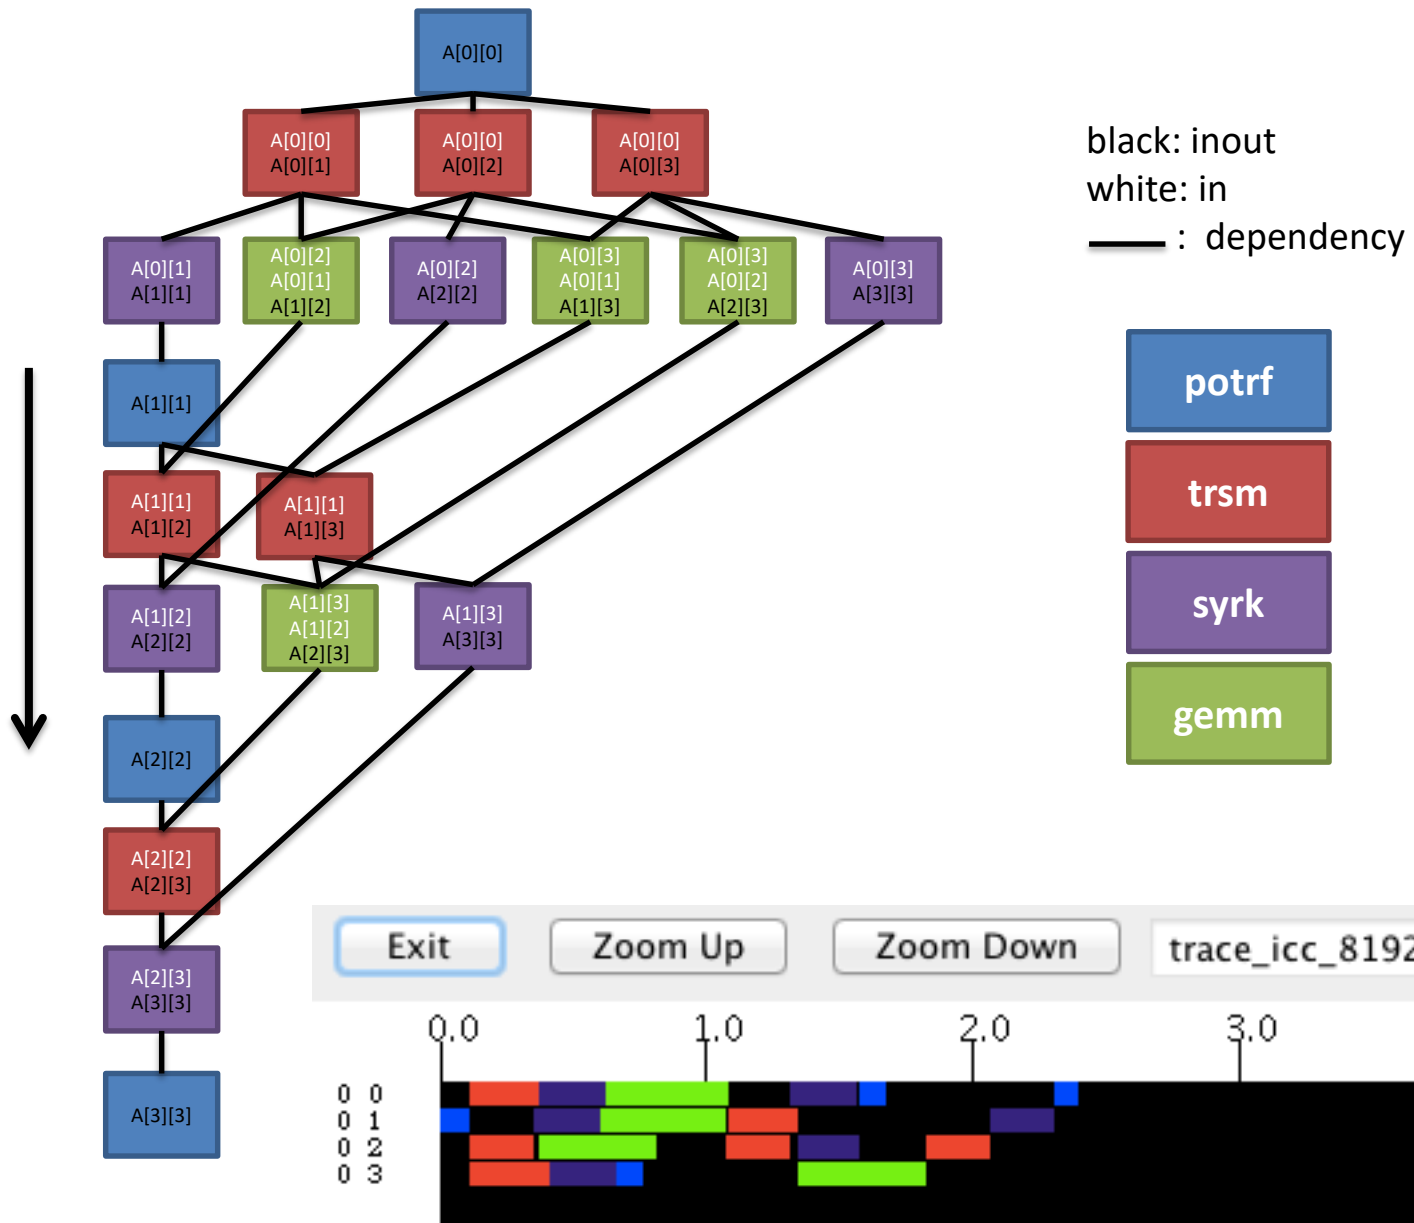 A[0][0]
A[0][0]
A[0][1]
A[0][0]
A[0][2]
A[0][0]
A[0][3]
black: inout
white: in
: dependency
A[0][1]
A[1][1]
A[0][2]
A[0][1]
A[1][2]
A[0][2]
A[2][2]
A[0][3]
A[0][1]
A[1][3]
A[0][3]
A[0][2]
A[2][3]
A[0][3]
A[3][3]
A[1][1]
A[1][1]
A[1][2]
A[1][1]
A[1][3]
A[1][2]
A[2][2]
A[1][3]
A[1][2]
A[2][3]
A[1][3]
A[3][3]
A[2][2]
A[2][2]
A[2][3]
A[2][3]
A[3][3]
A[3][3]
potrf
trsm
syrk
gemm
Exit Zoom Up Zoom Down trace_icc_8192
0.0 1.0 2.0 3.0
0 0
0 1
0 2
0 3